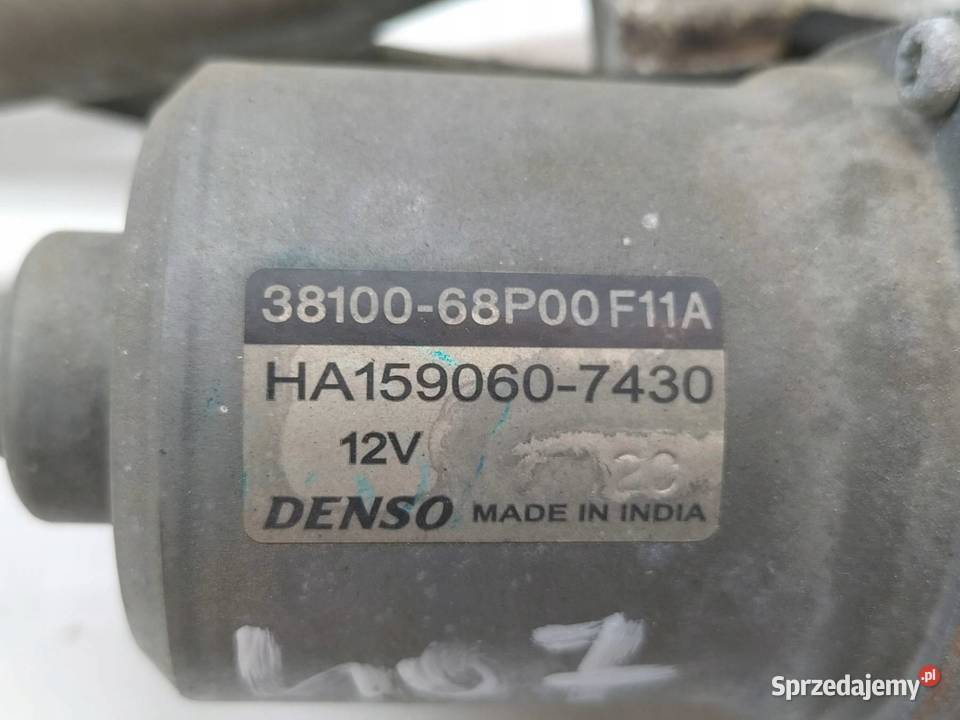 38100-68P00 F11A
HA159060-7430
12V
DENSO MADE IN INDIA
Sprzedajemy.pl